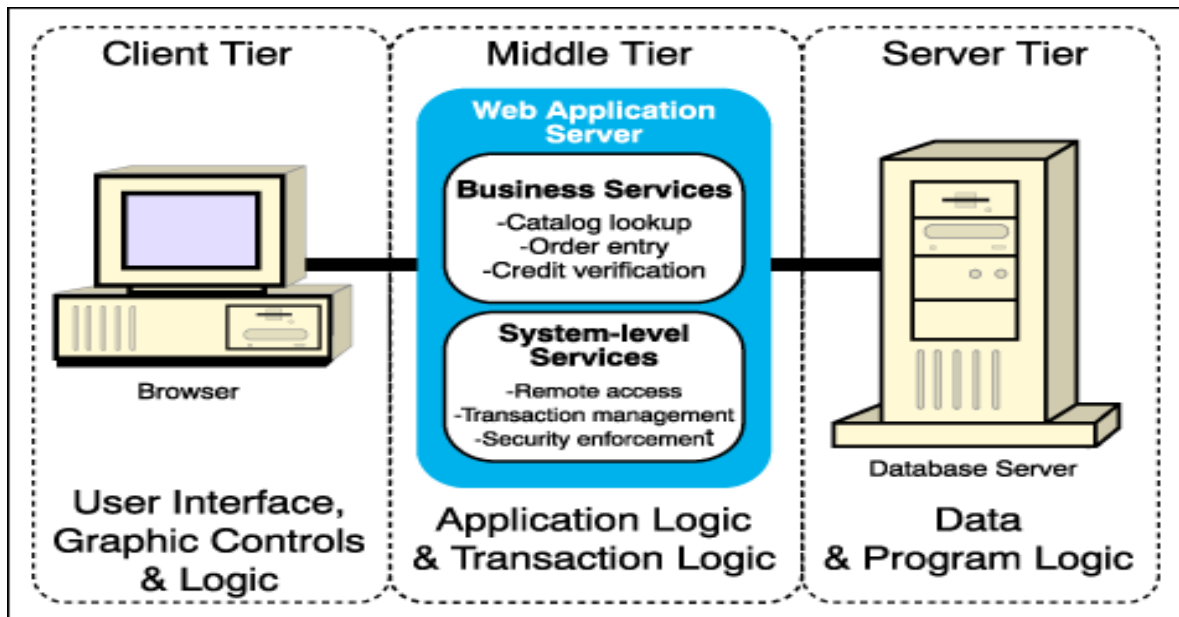 Client Tier
Browser
User Interface,
Graphic Controls
& Logic
Middle Tier
Web Application
Server
Business Services
-Catalog lookup
-Order entry
-Credit verification
System-level
Services
-Remote access
-Transaction management
-Security enforcement
Application Logic
& Transaction Logic
Server Tier
Database Server
Data
& Program Logic